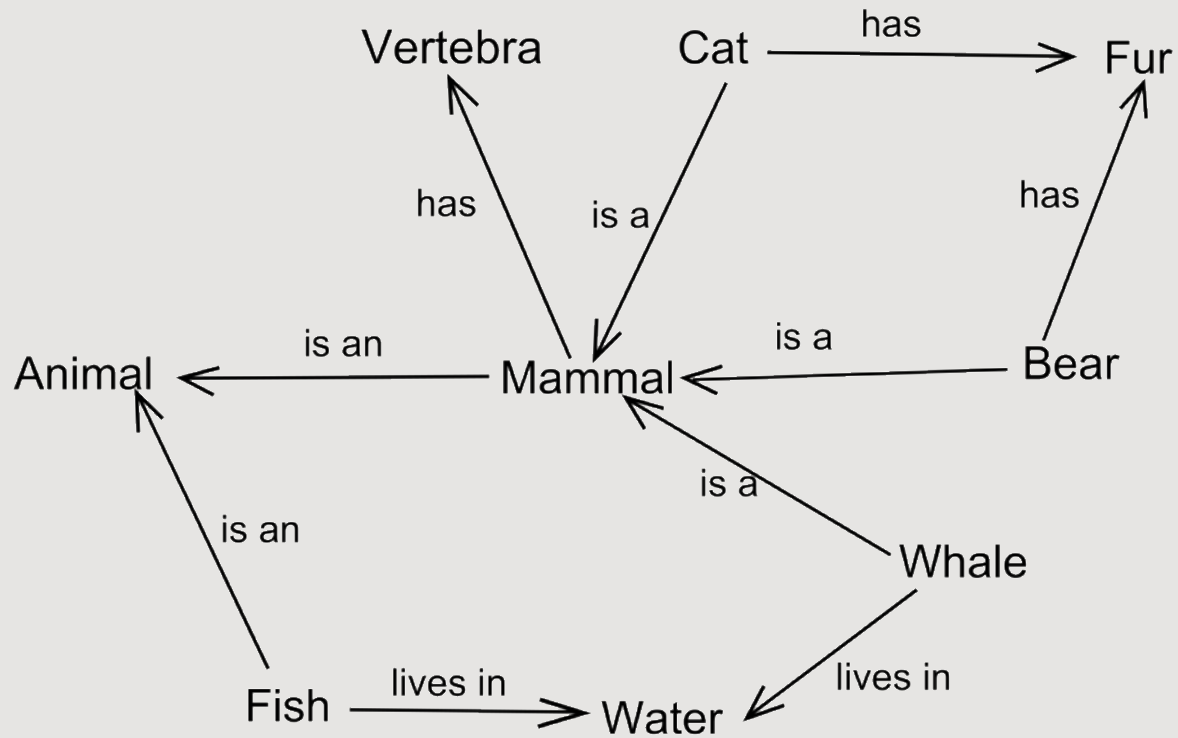 Vertebra
Cat
has
Fur
has
is a
has
Animal
is an
Mammal
is a
Bear
is a
is an
Whale
Fish
lives in
Water
lives in